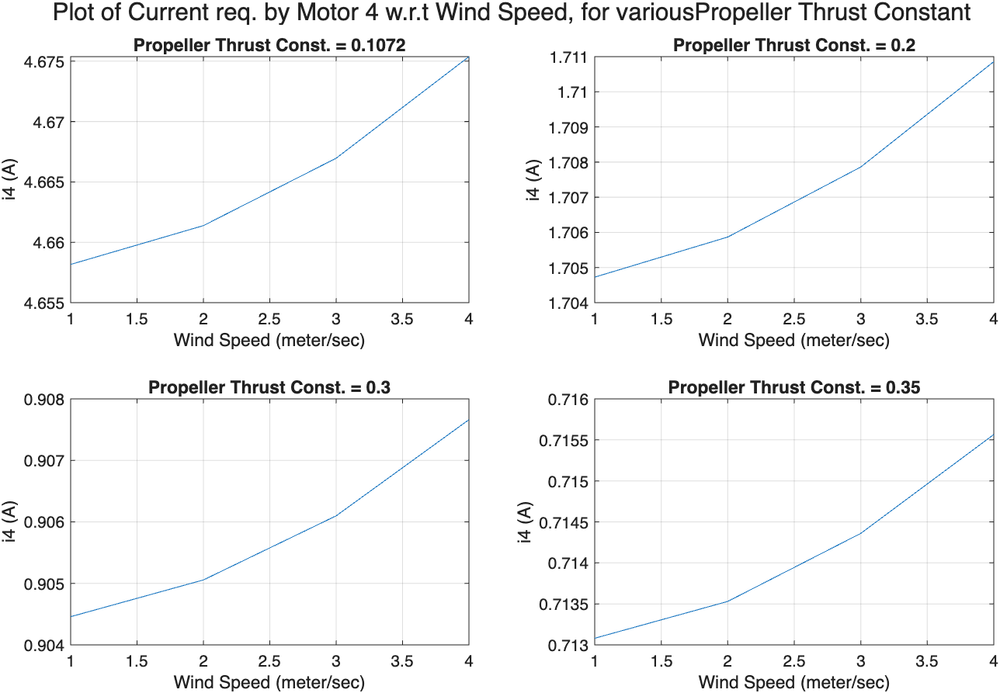 Plot of Current req. by Motor 4 w.r.t Wind Speed, for variousPropeller Thrust Constant
Propeller Thrust Const. = 0.1072
4.675
4.67
4.665
4.66
4.655
i4 (A)
1 1.5 2 2.5 3 3.5 4
Wind Speed (meter/sec)
Propeller Thrust Const. = 0.2
1.711
1.71
1.709
1.708
1.707
1.706
1.705
1.704
i4 (A)
1 1.5 2 2.5 3 3.5 4
Wind Speed (meter/sec)
Propeller Thrust Const. = 0.3
0.908
0.907
0.906
0.905
0.904
i4 (A)
1 1.5 2 2.5 3 3.5 4
Wind Speed (meter/sec)
Propeller Thrust Const. = 0.35
0.716
0.7155
0.715
0.7145
0.714
0.7135
0.713
i4 (A)
1 1.5 2 2.5 3 3.5 4
Wind Speed (meter/sec)